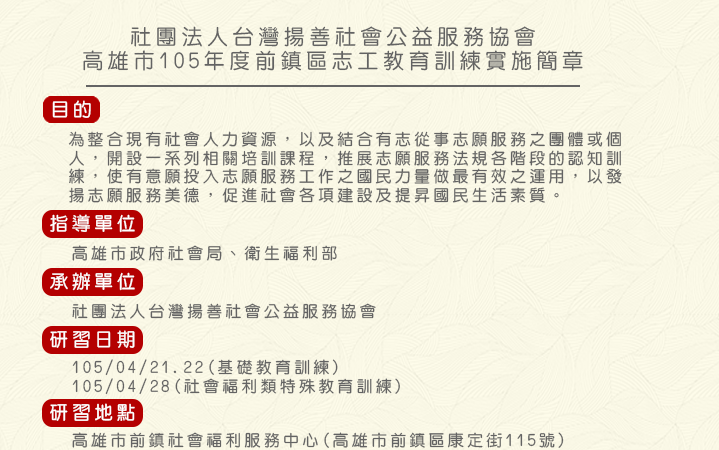 社團法人台灣揚善社會公益服務協會
高雄市105年度前鎮區志工教育訓練實施簡章
目的
為整合現有社會人力資源，以及結合有志從事志願服務之團體或個
人，開設一系列相關培訓課程，推展志願服務法規各階段的認知訓
練，使有意願投入志願服務工作之國民力量做最有效之運用，以發
揚志願服務美德，促進社會各項建設及提昇國民生活素質。
指導單位
高雄市政府社會局、衛生福利部
承辦單位
社團法人台灣揚善社會公益服務協會
研習日期
105/04/21.22(基礎教育訓練)
105/04/28(社會福利類特殊教育訓練)
研習地點
高雄市前鎮社會福利服務中心(高雄市前鎮區康定街115號)